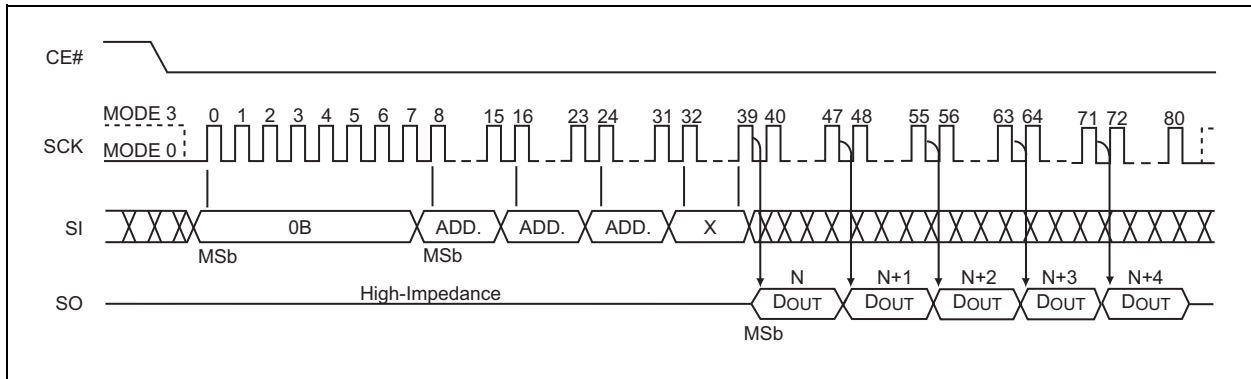 CE#
MODE 3
0 1 2 3 4 5 6 7 8 15 16 23 24 31 32 39 40 47 48 55 56 63 64 71 72 80
SCK
MODE 0
SI 0B ADD. ADD. ADD. X
MSb MSb
N N+1 N+2 N+3 N+4
High-Impedance
SO DOUT DOUT DOUT DOUT DOUT
MSb